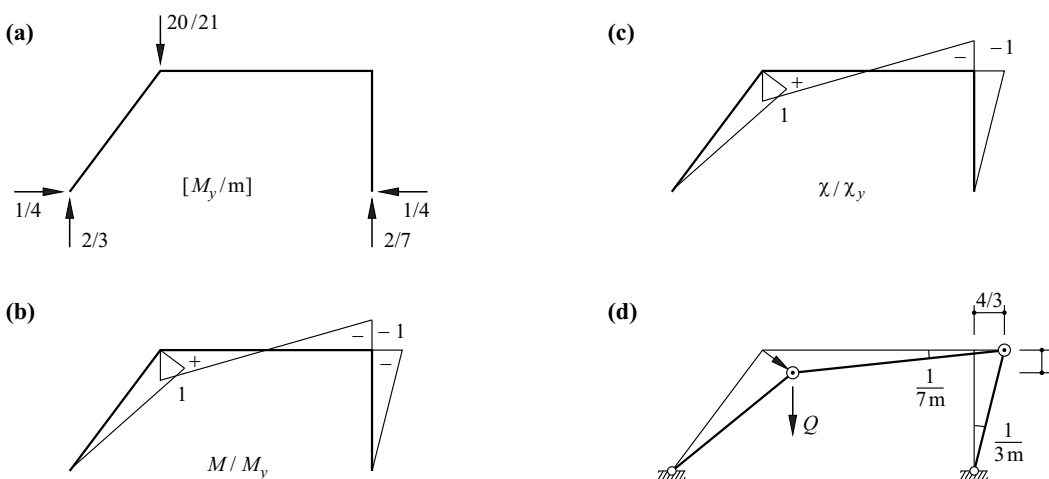 (a)
20/21
[M_y/m]
1/4
1/4
2/3
2/7
(b)
+
1
−
−1
−
M/M_y
(c)
+
1
−
−1
χ/χ_y
(d)
4/3
Q
1
7 m
1
3 m